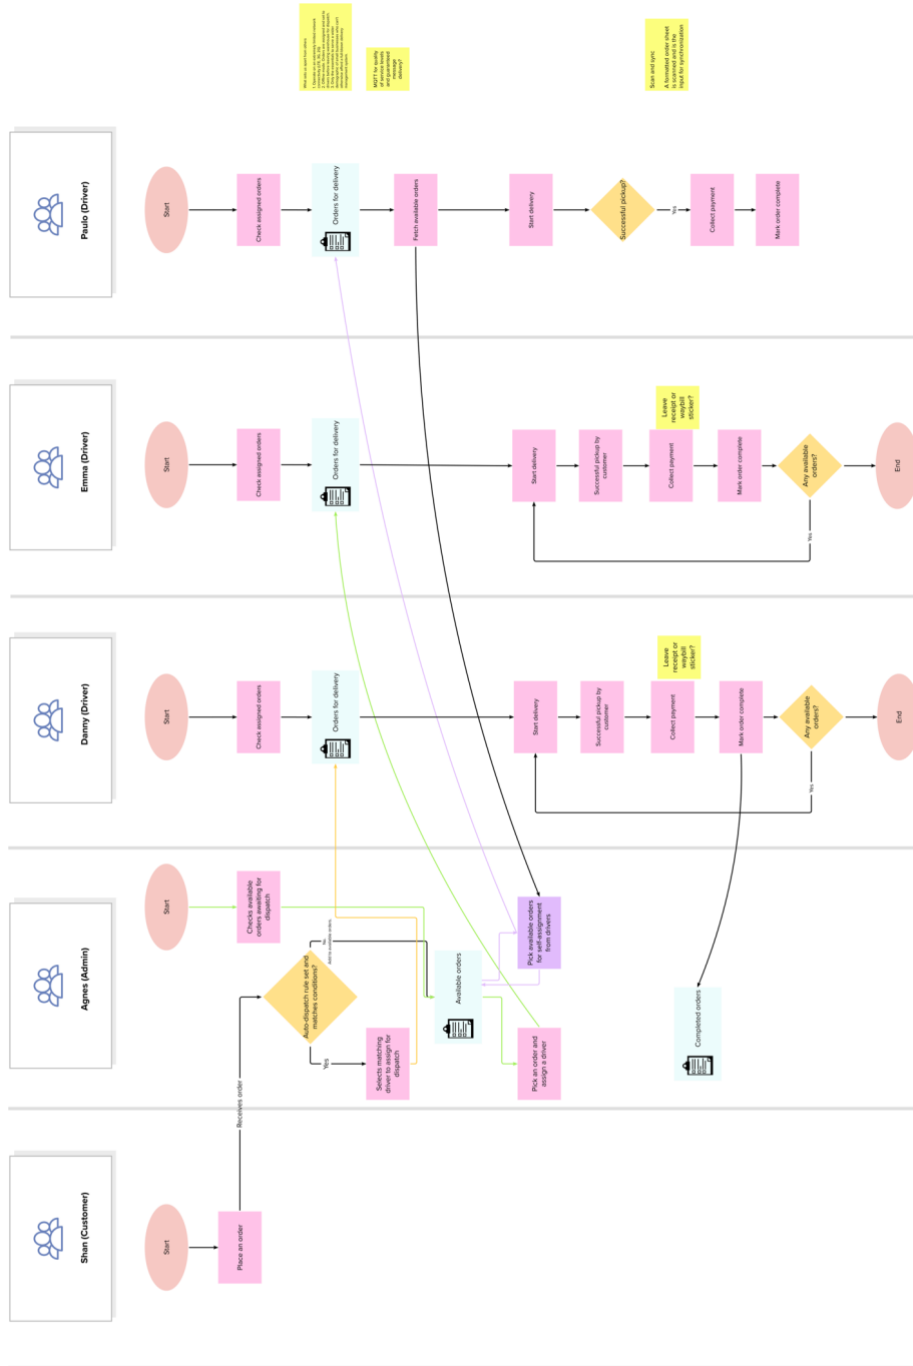 Shan (Customer)
Start
Place an order
Receives order
Agnes (Admin)
Start
Checks available
orders awaiting for
dispatch
Auto-dispatch rule set and
matches conditions?
No
Add to available orders
Yes
Selects matching
driver to assign for
dispatch
Available orders
Pick an order and
assign a driver
Pick available orders
for self-assignment
from drivers
Completed orders
Danny (Driver)
Start
Check assigned orders
Orders for delivery
Start delivery
Successful pickup by
customer
Collect payment
Leave
receipt or
waybill
sticker?
Mark order complete
Any available
orders?
Yes
End
Emma (Driver)
Start
Check assigned orders
Orders for delivery
Start delivery
Successful pickup by
customer
Collect payment
Leave
receipt or
waybill
sticker?
Mark order complete
Any available
orders?
Yes
End
Paulo (Driver)
Start
Check assigned orders
Orders for delivery
Fetch available orders
Start delivery
Successful pickup?
Yes
Collect payment
Mark order complete
MQTT for quality
of service levels
and guaranteed
message
delivery?
Scan and sync:
A formatted order sheet
is scanned and is the
input for synchronization